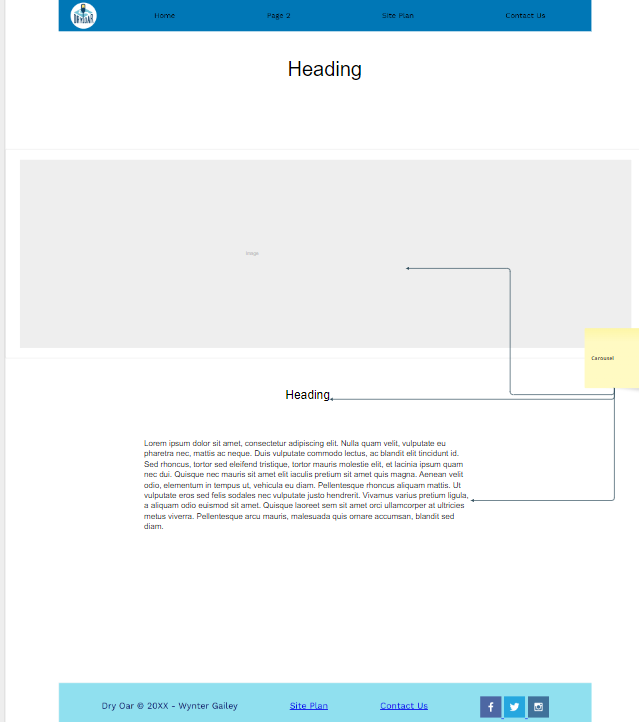 DRY OAR
Home Page 2 Site Plan Contact Us
Heading
Image
Carousel
Heading
Lorem ipsum dolor sit amet, consectetur adipiscing elit. Nulla quam velit, vulputate eu
pharetra nec, mattis ac neque. Duis vulputate commodo lectus, ac blandit elit tincidunt id.
Sed rhoncus, tortor sed eleifend tristique, tortor mauris molestie elit, et lacinia ipsum quam
nec dui. Quisque nec mauris sit amet elit iaculis pretium sit amet quis magna. Aenean velit
odio, elementum in tempus ut, vehicula eu diam. Pellentesque rhoncus aliquam mattis. Ut
vulputate eros sed felis sodales nec vulputate justo hendrerit. Vivamus varius pretium ligula,
a aliquam odio euismod sit amet. Quisque laoreet sem sit amet orci ullamcorper at ultricies
metus viverra. Pellentesque arcu mauris, malesuada quis ornare accumsan, blandit sed
diam.
Dry Oar © 20XX - Wynter Gailey Site Plan Contact Us